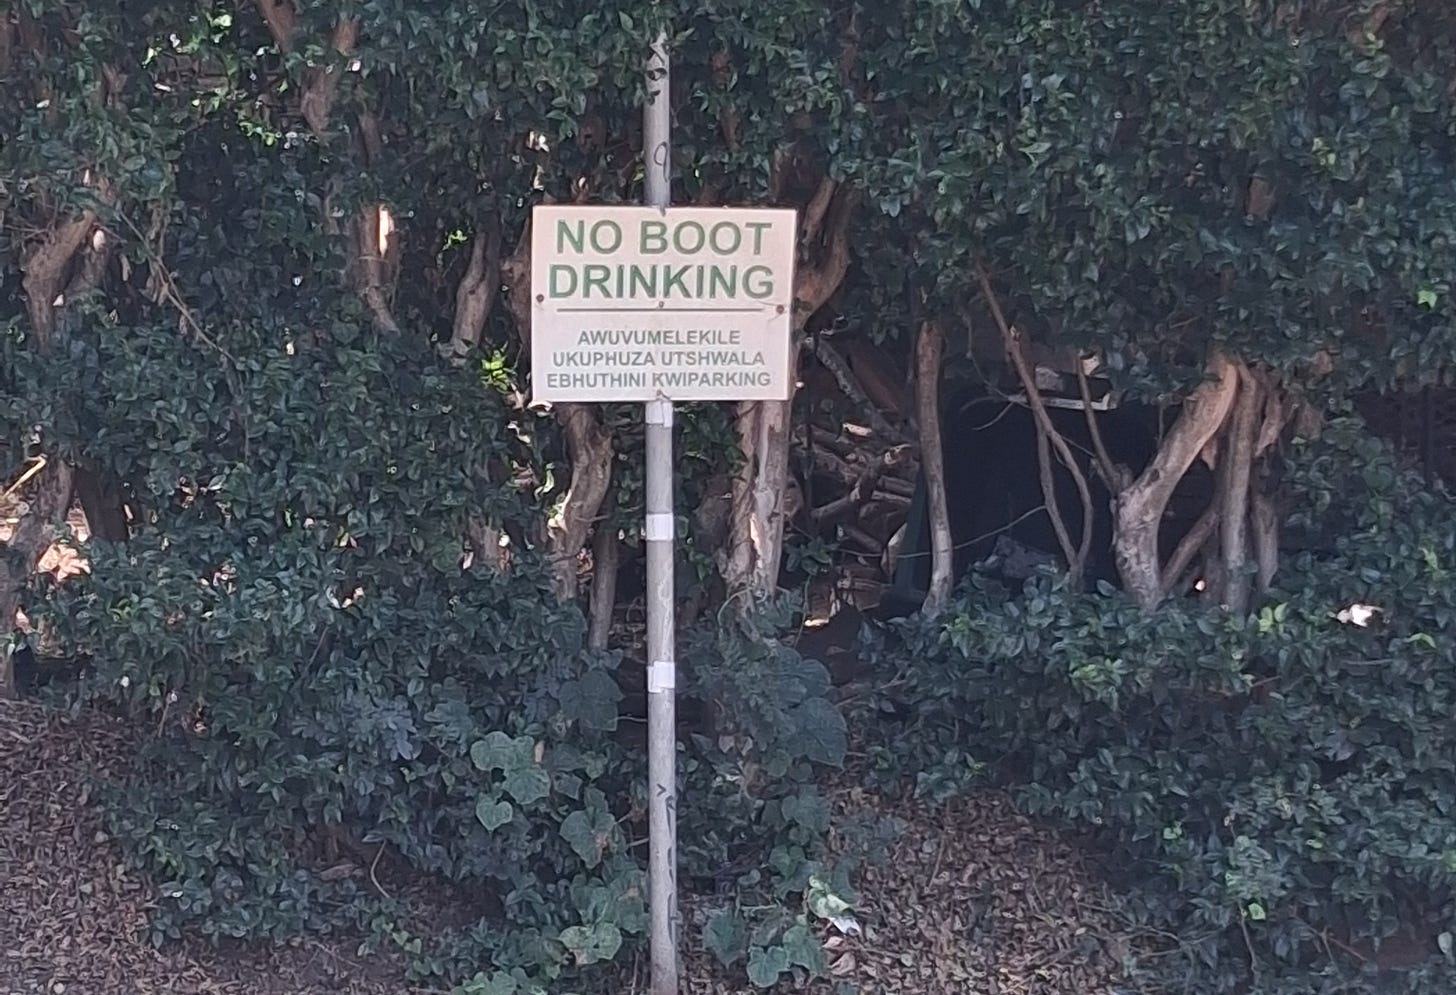 NO BOOT
DRINKING
AWUVUMELEKILE
UKUPHUZA UTSHWALA
EBHUTHINI KWIPARKING